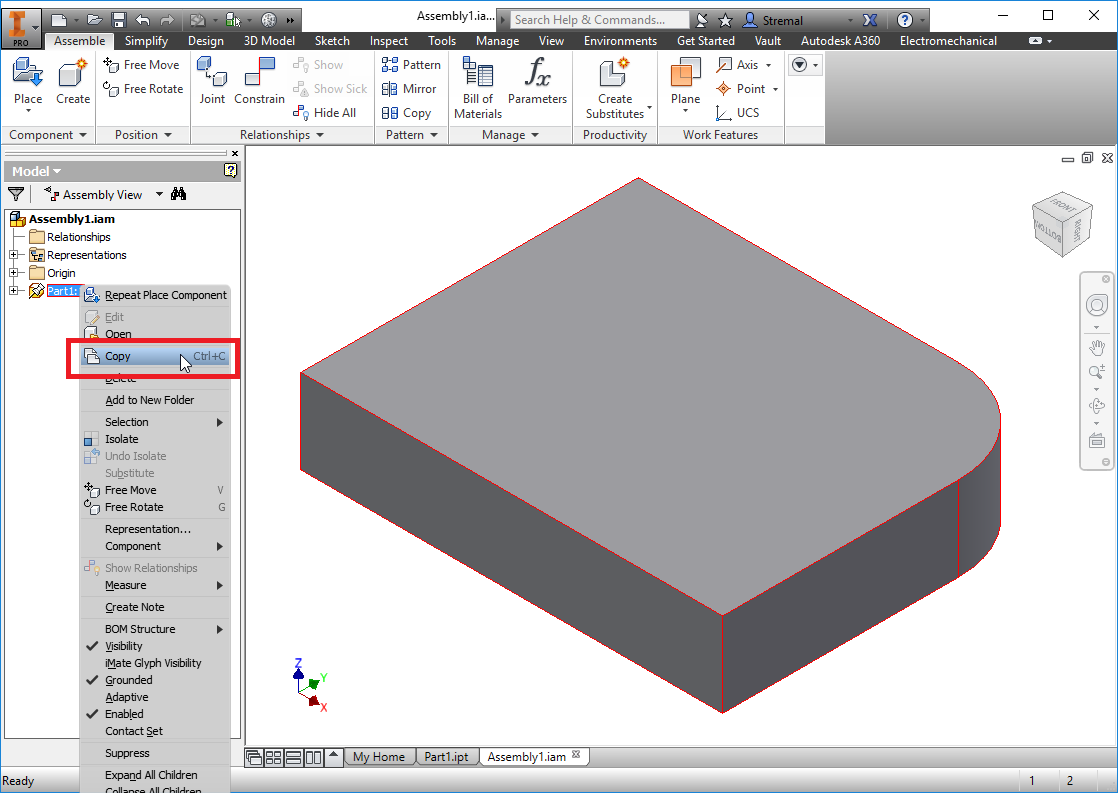 Assembly1.ia...
Search Help & Commands...
Stremal
PRO
Assemble Simplify Design 3D Model Sketch Inspect Tools Manage View Environments Get Started Vault Autodesk A360 Electromechanical
Place
Create
Free Move
Free Rotate
Joint
Constrain
Show
Show Sick
Hide All
Pattern
Mirror
Copy
Bill of
Materials
fx
Parameters
Create
Substitutes
Plane
Axis
Point
UCS
Component Position Relationships Pattern Manage Productivity Work Features
Model
Assembly View
Assembly1.iam
Relationships
Representations
Origin
Part1:
Repeat Place Component
Edit
Open
Copy Ctrl+C
Delete
Add to New Folder
Selection
Isolate
Undo Isolate
Substitute
Free Move V
Free Rotate G
Representation...
Component
Show Relationships
Measure
Create Note
BOM Structure
Visibility
iMate Glyph Visibility
Grounded
Adaptive
Enabled
Contact Set
Suppress
Expand All Children
Collapse All Children
FRONT
BOTTOM
RIGHT
Z
Y
X
My Home Part1.ipt Assembly1.iam
Ready 1 2